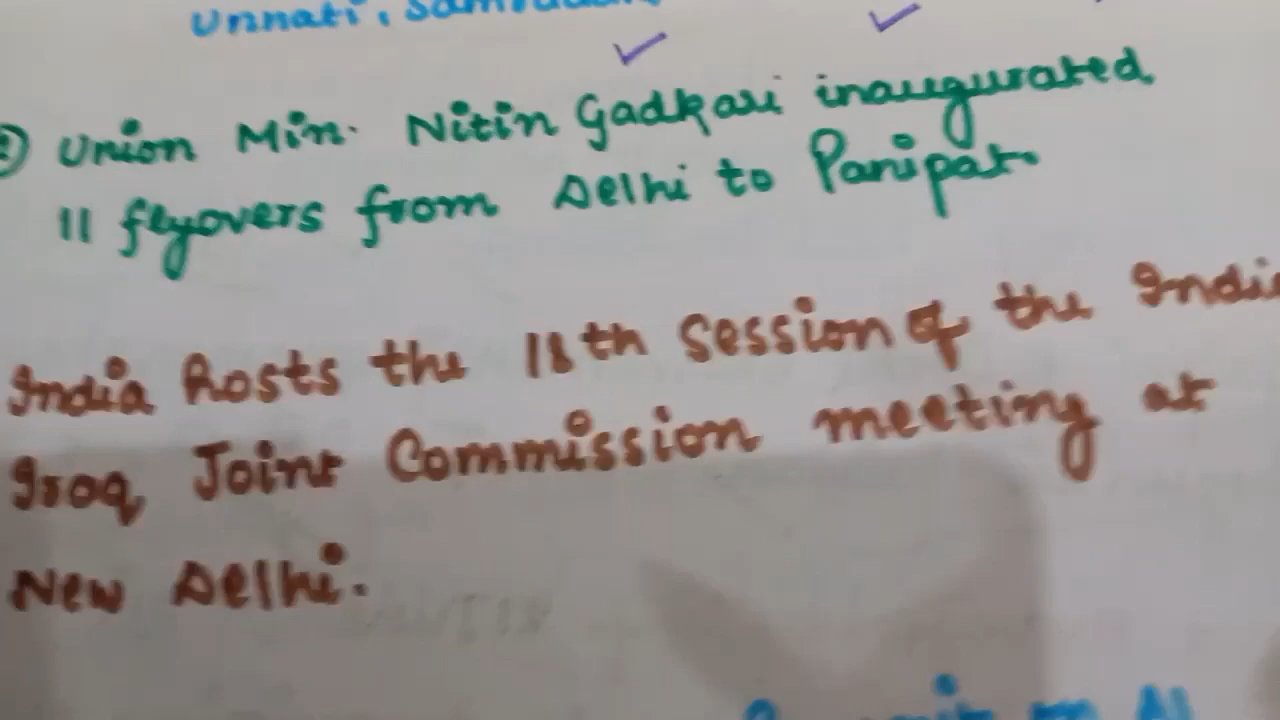 Unnati,
Union Min. Nitin Gadkari inaugurated
11 flyovers from Delhi to Panipat.
India hosts the 18th Session of the
Iraq Joint Commission meeting at
New Delhi.